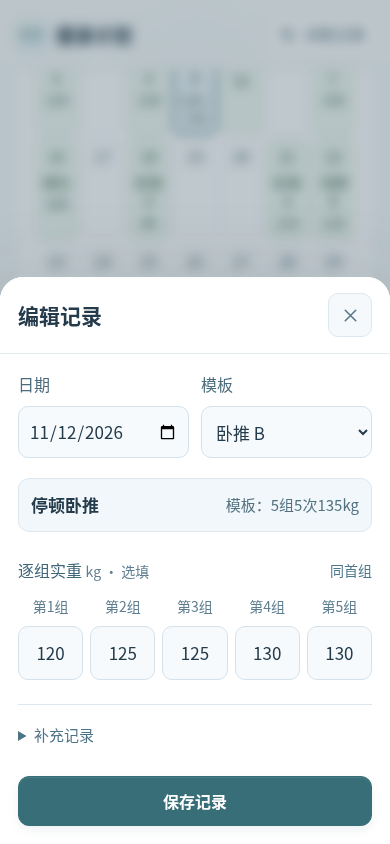 编辑记录
日期 模板
11/12/2026 卧推 B
停顿卧推 模板：5组5次135kg
逐组实重 kg · 选填 同首组
第1组 第2组 第3组 第4组 第5组
120 125 125 130 130
补充记录
保存记录